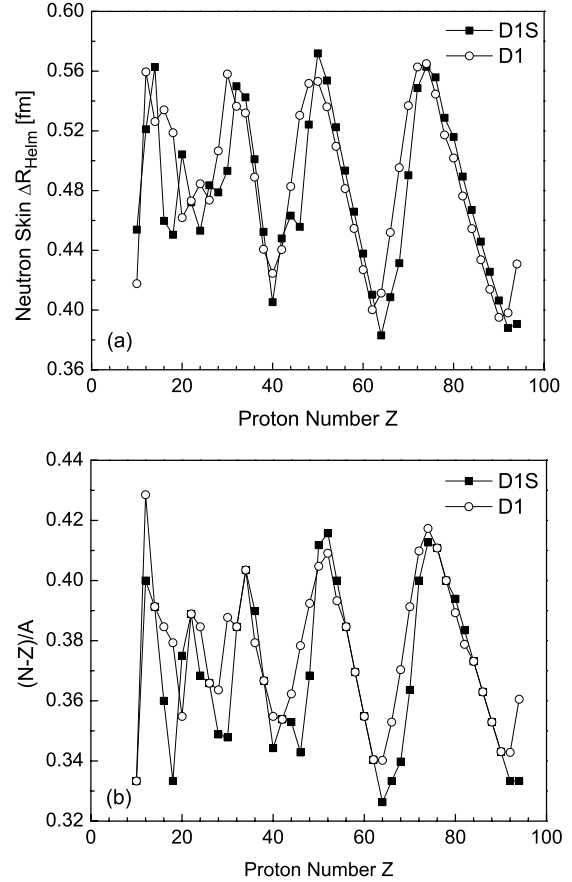 D1S
D1
0.56
0.52
0.48
0.44
0.40
0.36
Neutron Skin ΔR_Helm [fm]
(a)
0 20 40 60 80 100
Proton Number Z
D1S
D1
0.44
0.42
0.40
0.38
0.36
0.34
0.32
(N-Z)/A
(b)
0 20 40 60 80 100
Proton Number Z